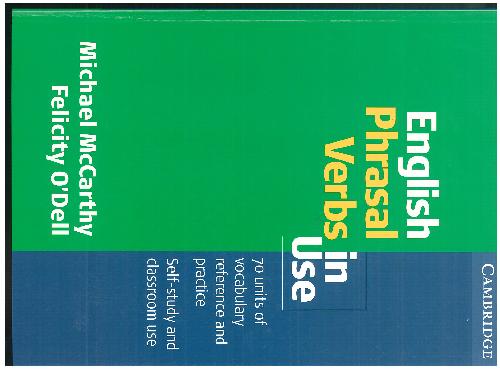 CAMBRIDGE
English
Phrasal
Verbs in
Use
70 units of
vocabulary
reference and
practice
Self-study and
classroom use
Michael McCarthy
Felicity O'Dell